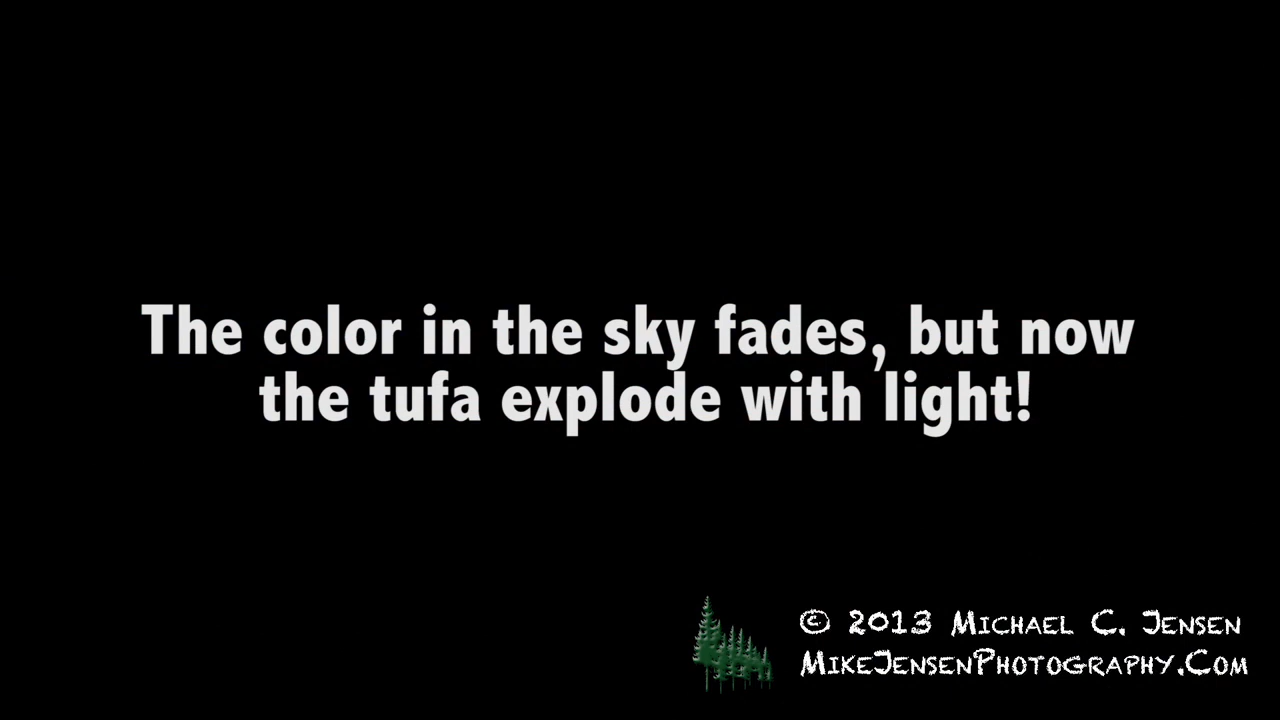 The color in the sky fades, but now
the tufa explode with light!
© 2013 Michael C. Jensen
MikeJensenPhotography.Com